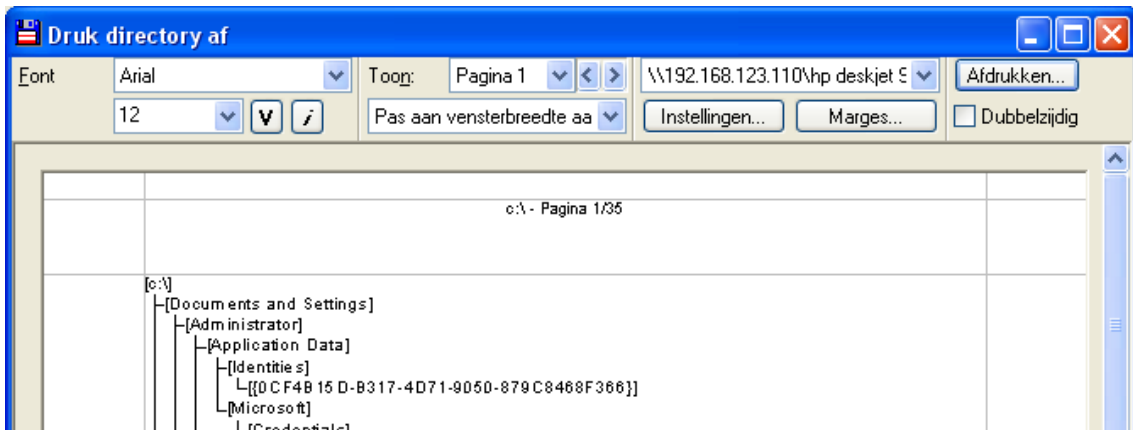 Druk directory af
Font Arial Toon: Pagina 1 \\192.168.123.110\hp deskjet 9 Afdrukken...
12 V i Pas aan vensterbreedte aa Instellingen... Marges... Dubbelzijdig
c:\ - Pagina 1/35
[c:\]
[Documents and Settings]
[Administrator]
[Application Data]
[Identities]
[{0CF4B15D-B317-4D71-9050-879C8468F366}]
[Microsoft]
[Credentials]